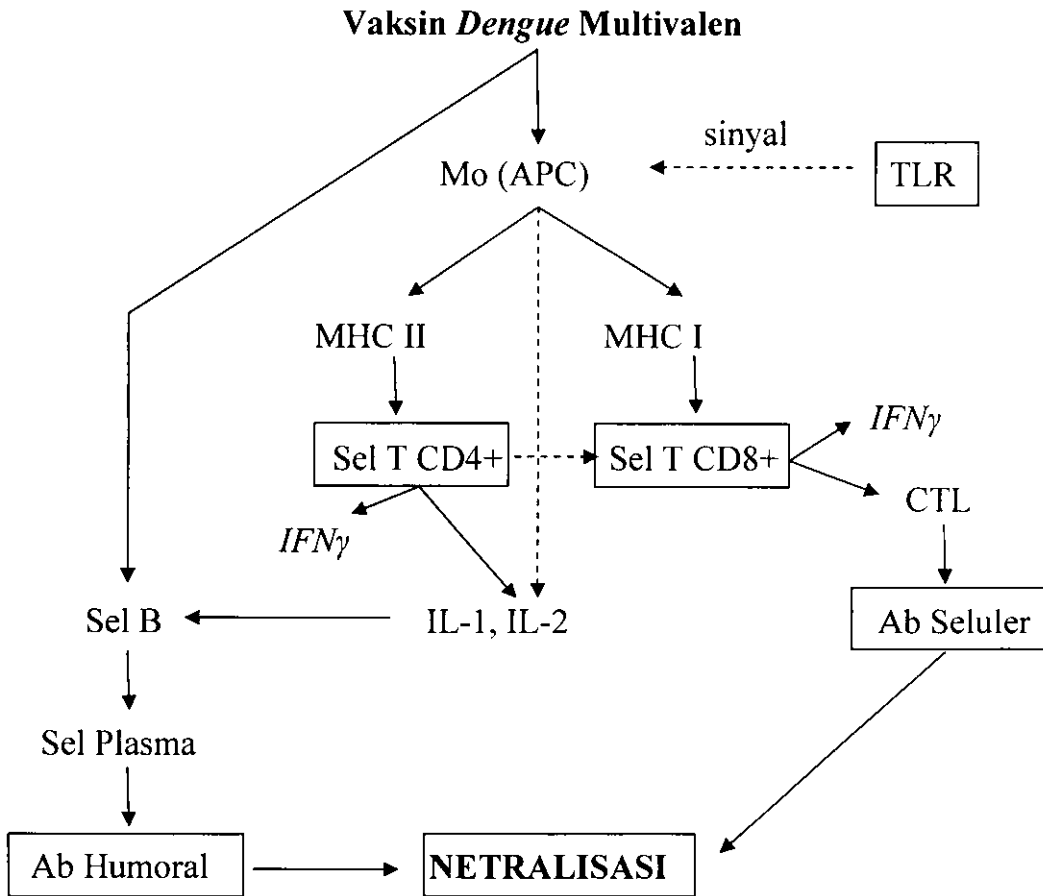 Vaksin Dengue Multivalen
sinyal
Mo (APC)
TLR
MHC II
MHC I
Sel T CD4+
Sel T CD8+
IFNγ
CTL
IFNγ
Sel B
IL-1, IL-2
Ab Seluler
Sel Plasma
Ab Humoral
NETRALISASI